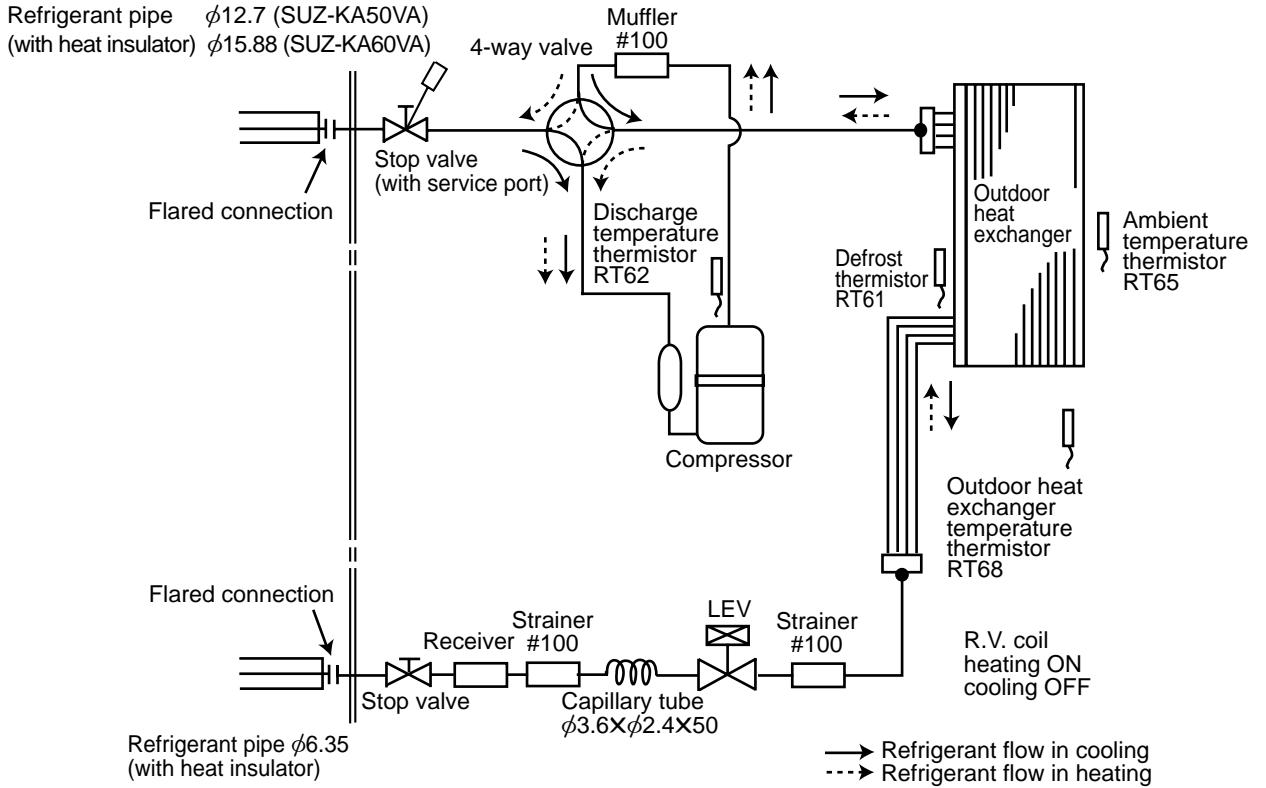 Refrigerant pipe ϕ12.7 (SUZ-KA50VA)
(with heat insulator) ϕ15.88 (SUZ-KA60VA)
4-way valve
Muffler
#100
Stop valve
(with service port)
Flared connection
Discharge
temperature
thermistor
RT62
Outdoor
heat
exchanger
Ambient
temperature
thermistor
RT65
Defrost
thermistor
RT61
Compressor
Outdoor heat
exchanger
temperature
thermistor
RT68
Flared connection
Receiver
Strainer
#100
LEV
Strainer
#100
R.V. coil
heating ON
cooling OFF
Stop valve
Capillary tube
ϕ3.6Xϕ2.4X50
Refrigerant pipe ϕ6.35
(with heat insulator)
Refrigerant flow in cooling
Refrigerant flow in heating